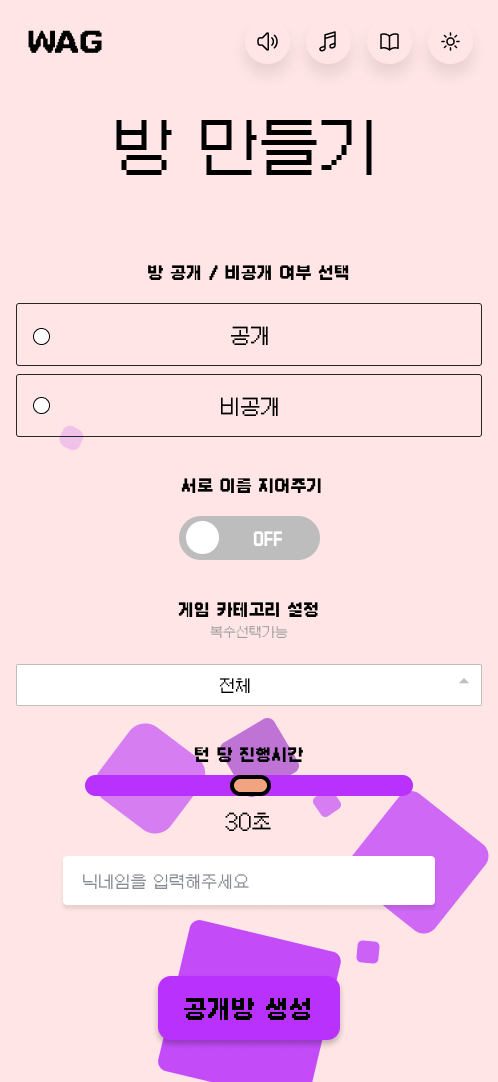 WAG
방 만들기
방 공개 / 비공개 여부 선택
공개
비공개
서로 이름 지어주기
OFF
게임 카테고리 설정
복수선택가능
전체
턴 당 진행시간
30초
닉네임을 입력해주세요
공개방 생성